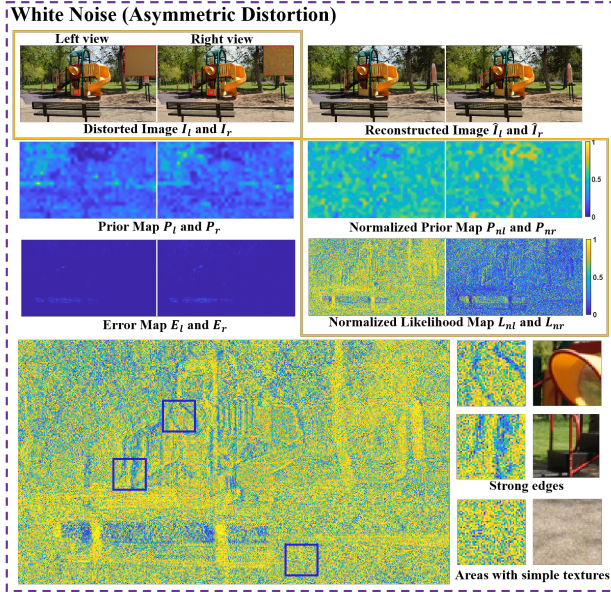 White Noise (Asymmetric Distortion)
Left view Right view
Distorted Image I_l and I_r Reconstructed Image Î_l and Î_r
1
0.5
0
Prior Map P_l and P_r Normalized Prior Map P_nl and P_nr
1
0.5
0
Error Map E_l and E_r Normalized Likelihood Map L_nl and L_nr
Strong edges
Areas with simple textures